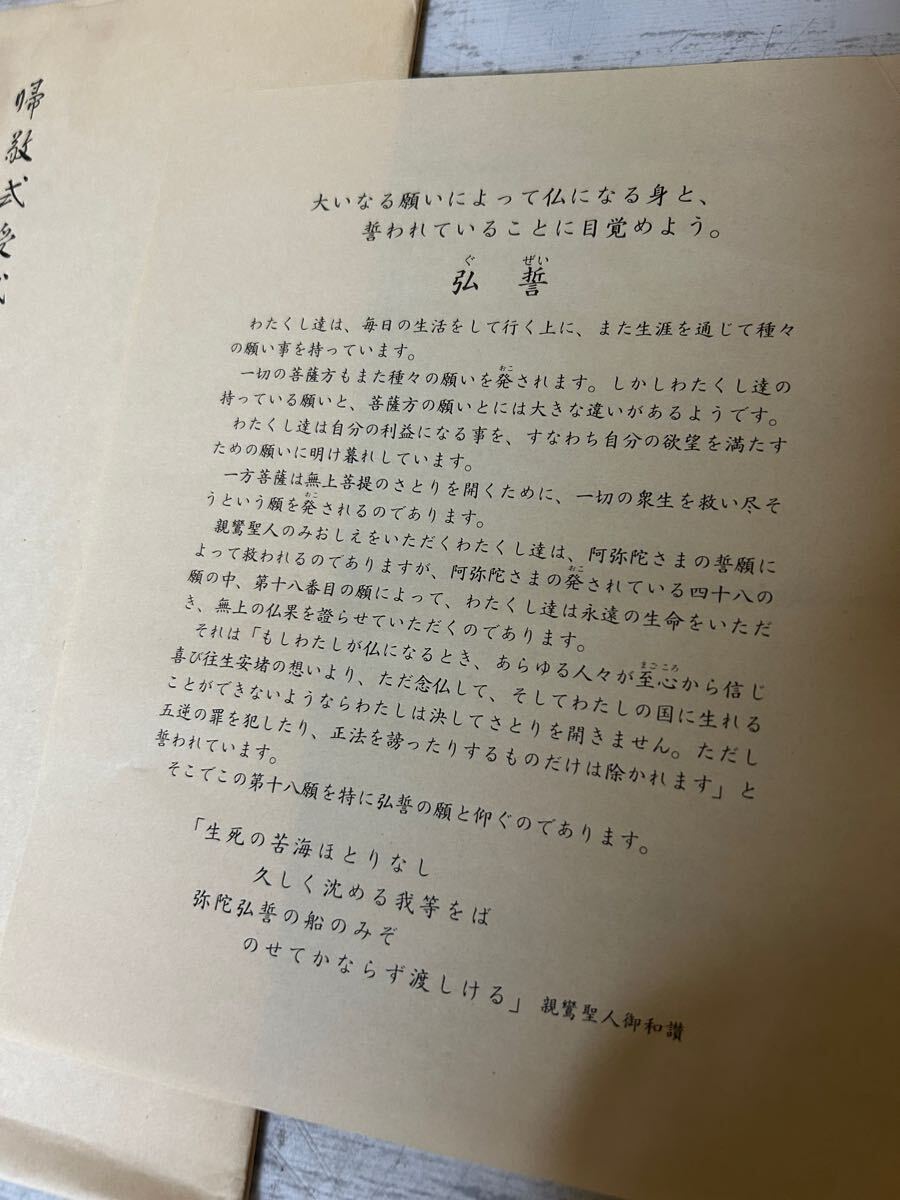 帰敬式受式
大いなる願いによって仏になる身と、
誓われていることに目覚めよう。
ぐ ぜい
弘 誓
わたくし達は、毎日の生活をして行く上に、また生涯を通じて種々
の願い事を持っています。
一切の菩薩方もまた種々の願いを発されます。しかしわたくし達の
おこ
持っている願いと、菩薩方の願いとには大きな違いがあるようです。
わたくし達は自分の利益になる事を、すなわち自分の欲望を満たす
ための願いに明け暮れしています。
一方菩薩は無上菩提のさとりを開くために、一切の衆生を救い尽そ
うという願を発されるのであります。
おこ
親鸞聖人のみおしえをいただくわたくし達は、阿弥陀さまの誓願に
よって救われるのでありますが、阿弥陀さまの発されている四十八の
おこ
願の中、第十八番目の願によって、わたくし達は永遠の生命をいただ
き、無上の仏果を證らせていただくのであります。
それは「もしわたしが仏になるとき、あらゆる人々が至心から信じ
まごころ
喜び往生安堵の想いより、ただ念仏して、そしてわたしの国に生れる
ことができないようならわたしは決してさとりを開きません。ただし
五逆の罪を犯したり、正法を謗ったりするものだけは除かれます」と
誓われています。
そこでこの第十八願を特に弘誓の願と仰ぐのであります。
「生死の苦海ほとりなし
久しく沈める我等をば
弥陀弘誓の船のみぞ
のせてかならず渡しける」 親鸞聖人御和讃